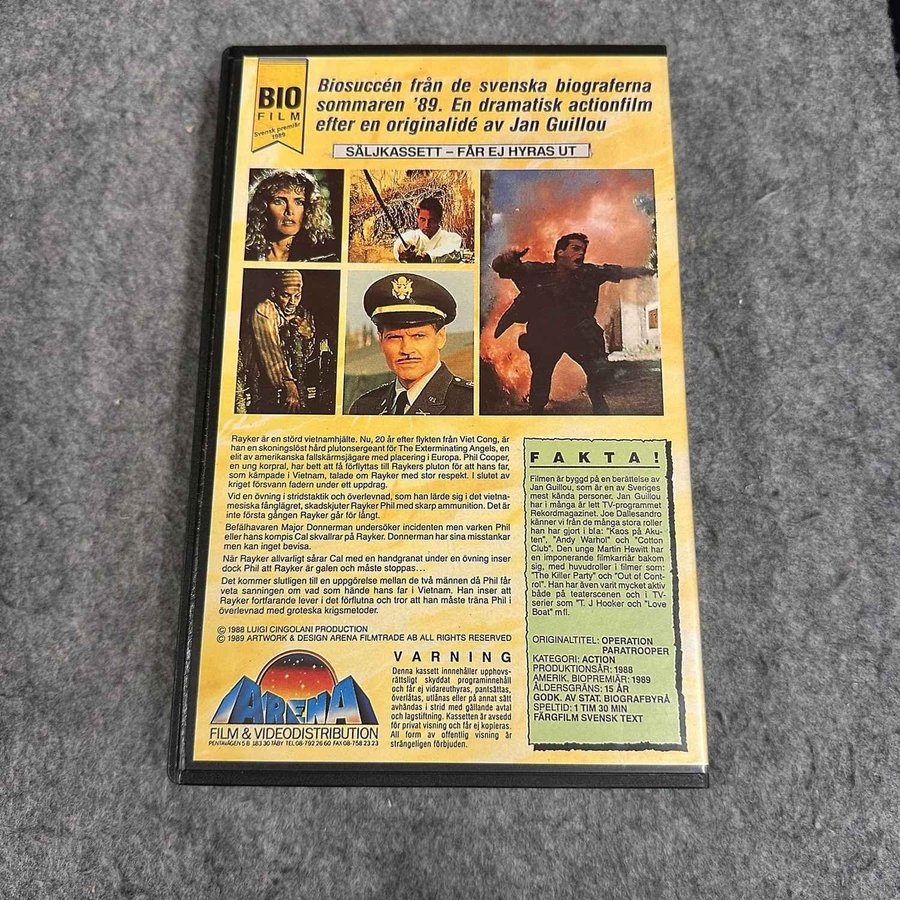 BIO
FILM
Svensk premiär
1989
Biosuccén från de svenska biograferna
sommaren '89. En dramatisk actionfilm
efter en originalidé av Jan Guillou
SÄLJKASSETT – FÅR EJ HYRAS UT
Rayker är en störd vietnamhjälte. Nu, 20 år efter flykten från Viet Cong, är
han en skoningslöst hård plutonsergeant för The Exterminating Angels, en
elit av amerikanska fallskärmsjägare med placering i Europa. Phil Cooper,
en ung korpral, har bett att få förflyttas till Raykers pluton för att hans far,
som kämpade i Vietnam, talade om Rayker med stor respekt. I slutet av
kriget försvann fadern under ett uppdrag.
Vid en övning i stridstaktik och överlevnad, som han lärde sig i det vietna-
mesiska fånglägret, skadskjuter Rayker Phil med skarp ammunition. Det är
inte första gången Rayker går för långt.
Befälhavaren Major Donnerman undersöker incidenten men varken Phil
eller hans kompis Cal skvallrar på Rayker. Donnerman har sina misstankar
men kan inget bevisa.
När Rayker allvarligt sårar Cal med en handgranat under en övning inser
dock Phil att Rayker är galen och måste stoppas...
Det kommer slutligen till en uppgörelse mellan de två männen då Phil får
veta sanningen om vad som hände hans far i Vietnam. Han inser att
Rayker fortfarande lever i det förflutna och tror att han måste träna Phil i
överlevnad med groteska krigsmetoder.
© 1988 LUIGI CINGOLANI PRODUCTION
© 1989 ARTWORK & DESIGN ARENA FILMTRADE AB ALL RIGHTS RESERVED
ARENA
FILM & VIDEODISTRIBUTION
PENTAVÄGEN 5 B 183 30 TÄBY TEL 08-792 26 60 FAX 08-758 23 23
VARNING
Denna kassett innnehåller upphovs-
rättsligt skyddat programinnehåll
och får ej vidareuthyras, pantsättas,
överlåtas, utlånas eller på annat sätt
avhändas i strid med gällande avtal
och lagstiftning. Kassetten är avsedd
för privat visning och får ej kopieras.
All form av offentlig visning är
strängeligen förbjuden.
FAKTA!
Filmen är byggd på en berättelse av
Jan Guillou, som är en av Sveriges
mest kända personer. Jan Guillou
har i många år lett TV-programmet
Rekordmagazinet. Joe Dallesandro
känner vi från de många stora roller
han har gjort i bl a: "Kaos på Aku-
ten", "Andy Warhol" och "Cotton
Club". Den unge Martin Hewitt har
en imponerande filmkarriär bakom
sig, med huvudroller i filmer som:
"The Killer Party" och "Out of Cont-
rol". Han har även varit mycket aktiv
både på teaterscenen och i TV-
serier som "T. J Hooker och "Love
Boat" m fl.
ORIGINALTITEL: OPERATION
PARATROOPER
KATEGORI: ACTION
PRODUKTIONSÅR: 1988
AMERIK. BIOPREMIÄR: 1989
ÅLDERSGRÄNS: 15 ÅR
GODK. AV STAT. BIOGRAFBYRÅ
SPELTID: 1 TIM 30 MIN
FÄRGFILM SVENSK TEXT